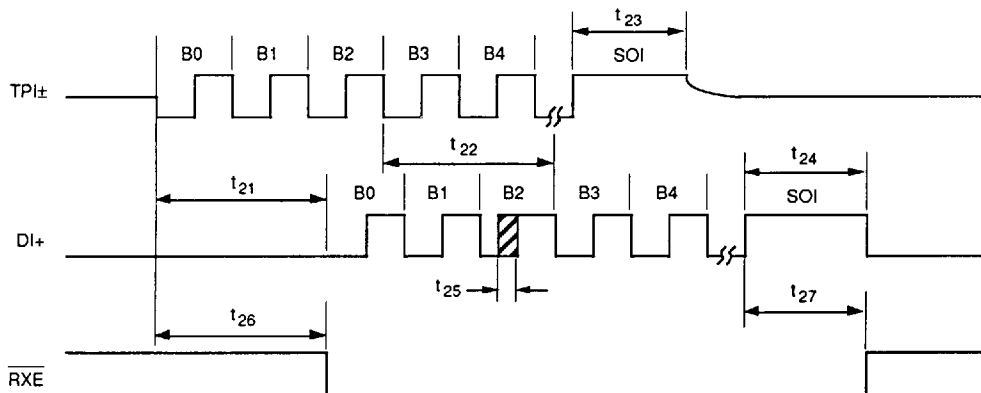 t23
B0 B1 B2 B3 B4 SOI
TPI±
t22
t24
t21
B0 B1 B2 B3 B4 SOI
DI+
t25
t27
t26
RXE